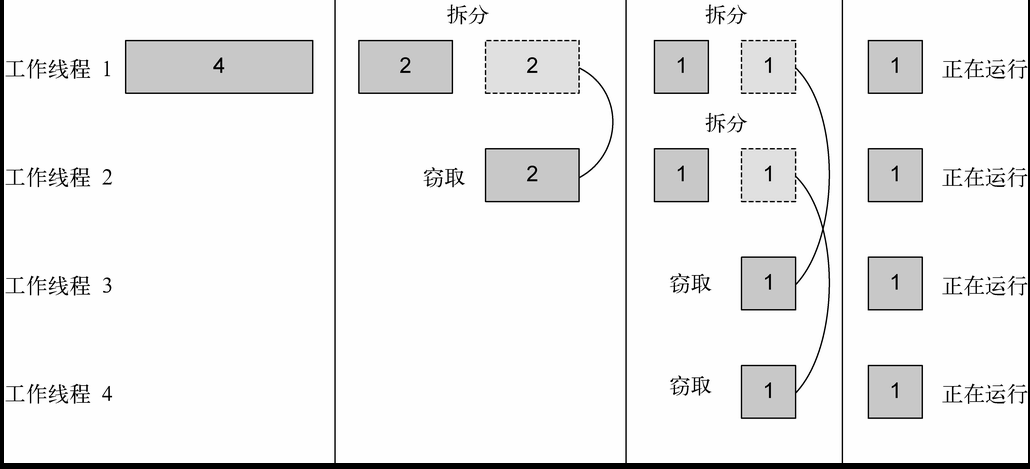 拆分 拆分
工作线程 1 4 2 2 1 1 1 正在运行
拆分
工作线程 2 窃取 2 1 1 1 正在运行
工作线程 3 窃取 1 1 正在运行
工作线程 4 窃取 1 1 正在运行